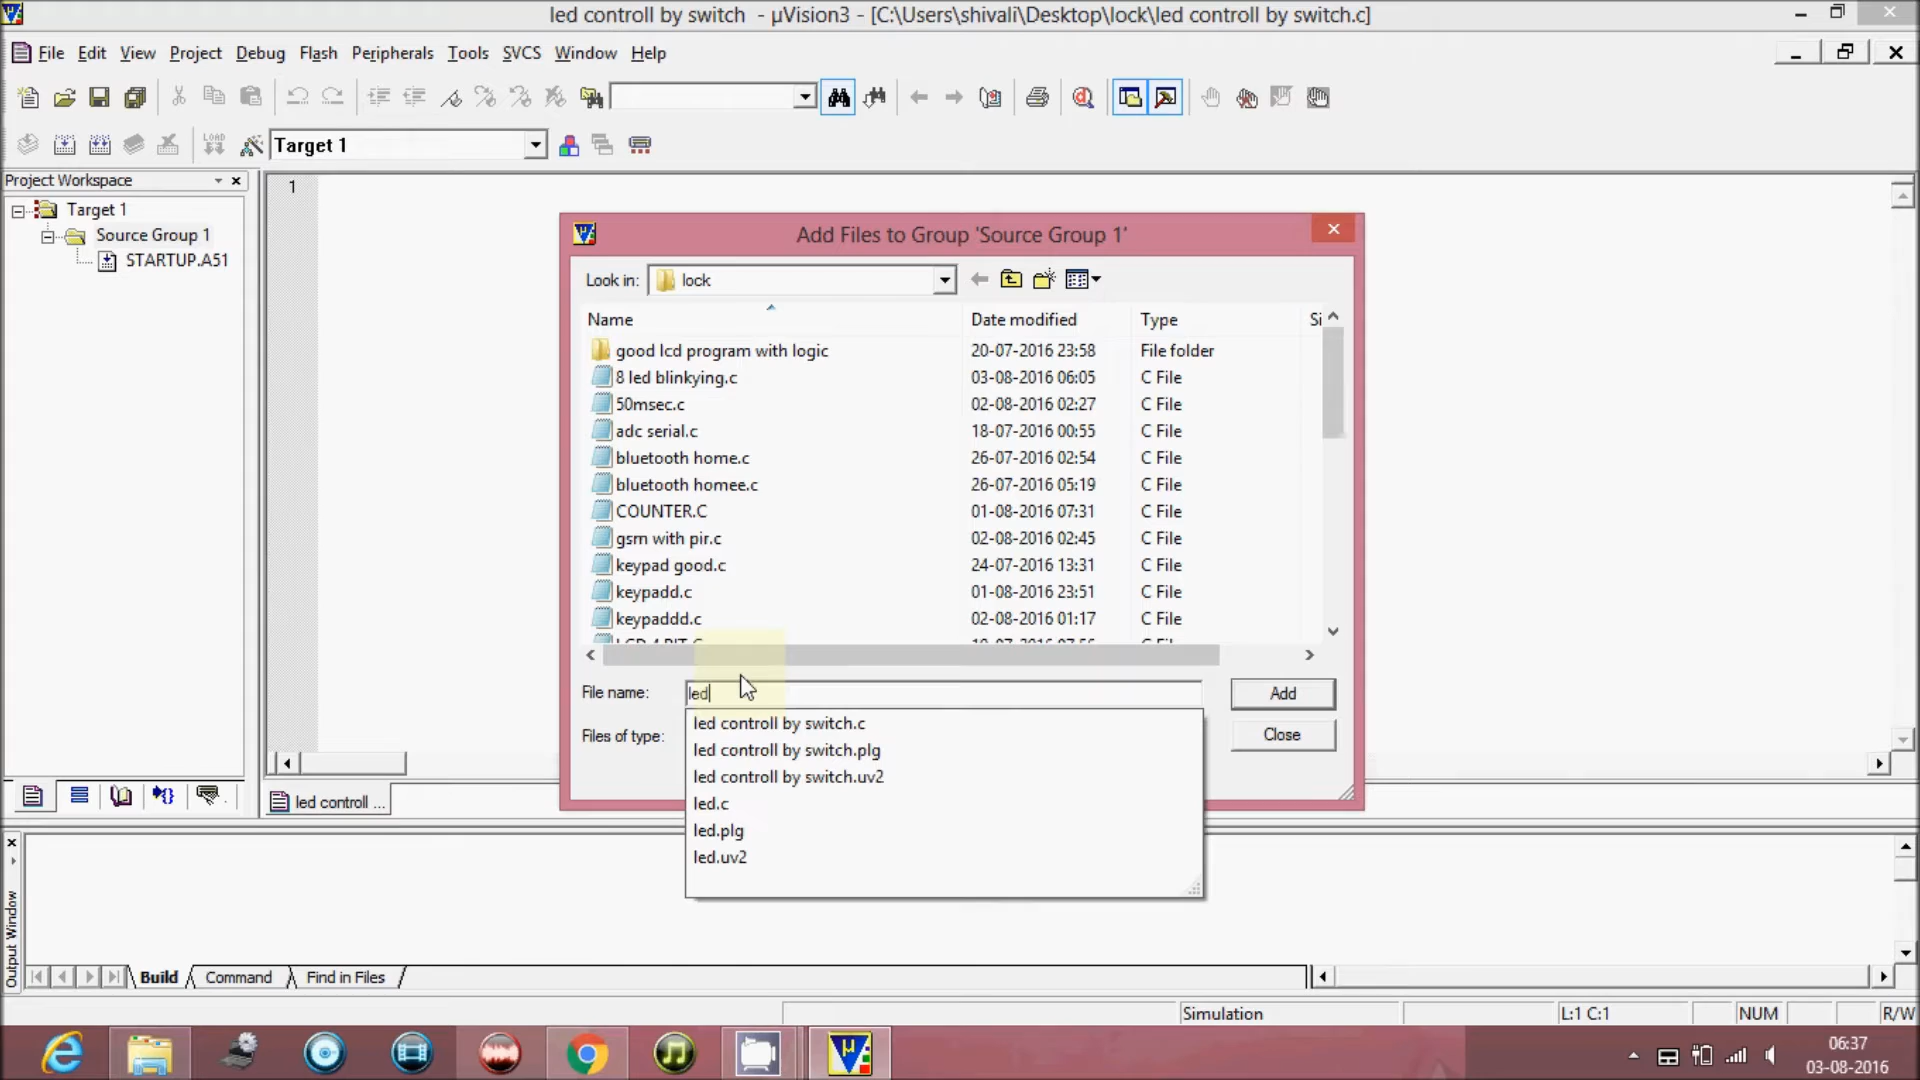 led controll by switch - µVision3 - [C:\Users\shivali\Desktop\lock\led controll by switch.c]
File Edit View Project Debug Flash Peripherals Tools SVCS Window Help
LOAD
Target 1
Project Workspace
1
Target 1
Source Group 1
STARTUP.A51
Add Files to Group 'Source Group 1'
Look in: lock
Name Date modified Type Si
good lcd program with logic 20-07-2016 23:58 File folder
8 led blinkying.c 03-08-2016 06:05 C File
50msec.c 02-08-2016 02:27 C File
adc serial.c 18-07-2016 00:55 C File
bluetooth home.c 26-07-2016 02:54 C File
bluetooth homee.c 26-07-2016 05:19 C File
COUNTER.C 01-08-2016 07:31 C File
gsm with pir.c 02-08-2016 02:45 C File
keypad good.c 24-07-2016 13:31 C File
keypadd.c 01-08-2016 23:51 C File
keypaddd.c 02-08-2016 01:17 C File
File name: led Add
Files of type: Close
led controll by switch.c
led controll by switch.plg
led controll by switch.uv2
led.c
led.plg
led.uv2
led controll ...
Output Window
Build Command Find in Files
Simulation L:1 C:1 NUM R/W
06:37
03-08-2016